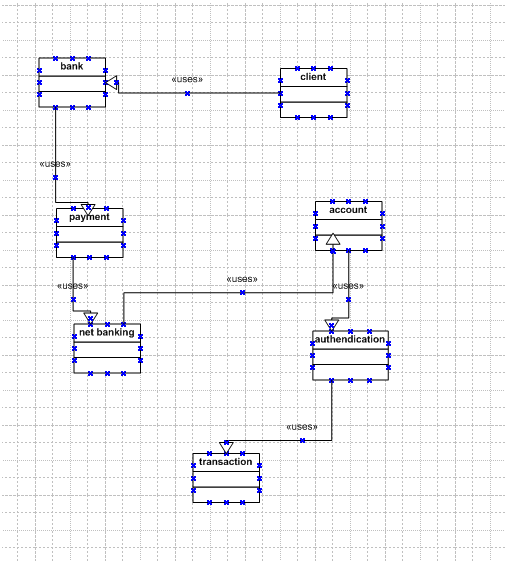 bank
«uses»
client
«uses»
payment
account
«uses»
«uses»
«uses»
net banking
authendication
«uses»
transaction